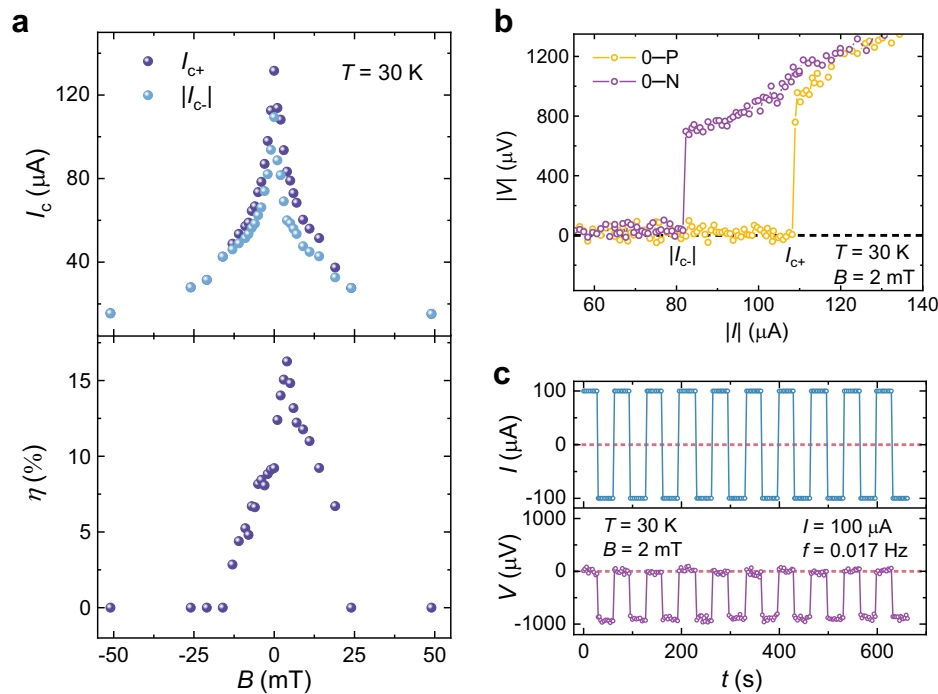 a
I_c+
|I_c-|
T = 30 K
120
80
40
I_c (μA)
15
10
5
0
η (%)
-50 -25 0 25 50
B (mT)
b
0–P
0–N
1200
800
400
0
|V| (μV)
|I_c-|
I_c+
T = 30 K
B = 2 mT
60 80 100 120 140
|I| (μA)
c
100
0
-100
I (μA)
1000
0
-1000
V (μV)
T = 30 K
B = 2 mT
I = 100 μA
f = 0.017 Hz
0 200 400 600
t (s)